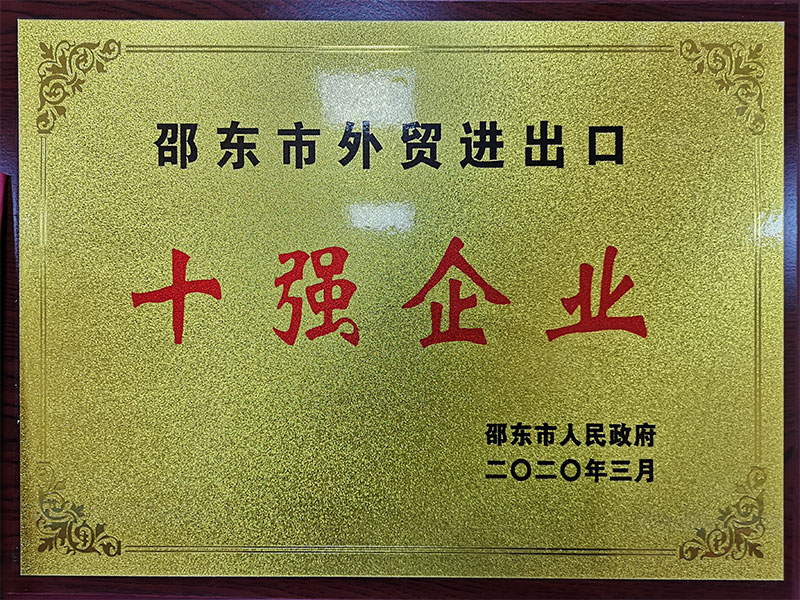 邵东市外贸进出口
十强企业
邵东市人民政府
二〇二〇年三月